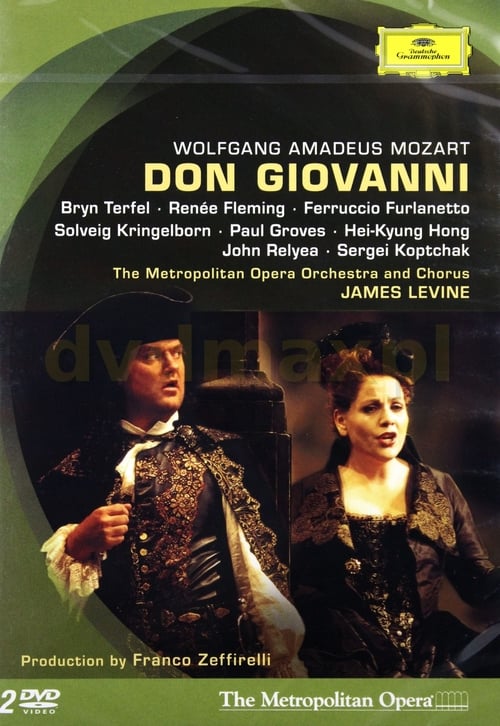 Deutsche
Grammophon
WOLFGANG AMADEUS MOZART
DON GIOVANNI
Bryn Terfel · Renée Fleming · Ferruccio Furlanetto
Solveig Kringelborn · Paul Groves · Hei-Kyung Hong
John Relyea · Sergei Koptchak
The Metropolitan Opera Orchestra and Chorus
JAMES LEVINE
dvdmaxpl
Production by Franco Zeffirelli
2 DVD
VIDEO
The Metropolitan Opera